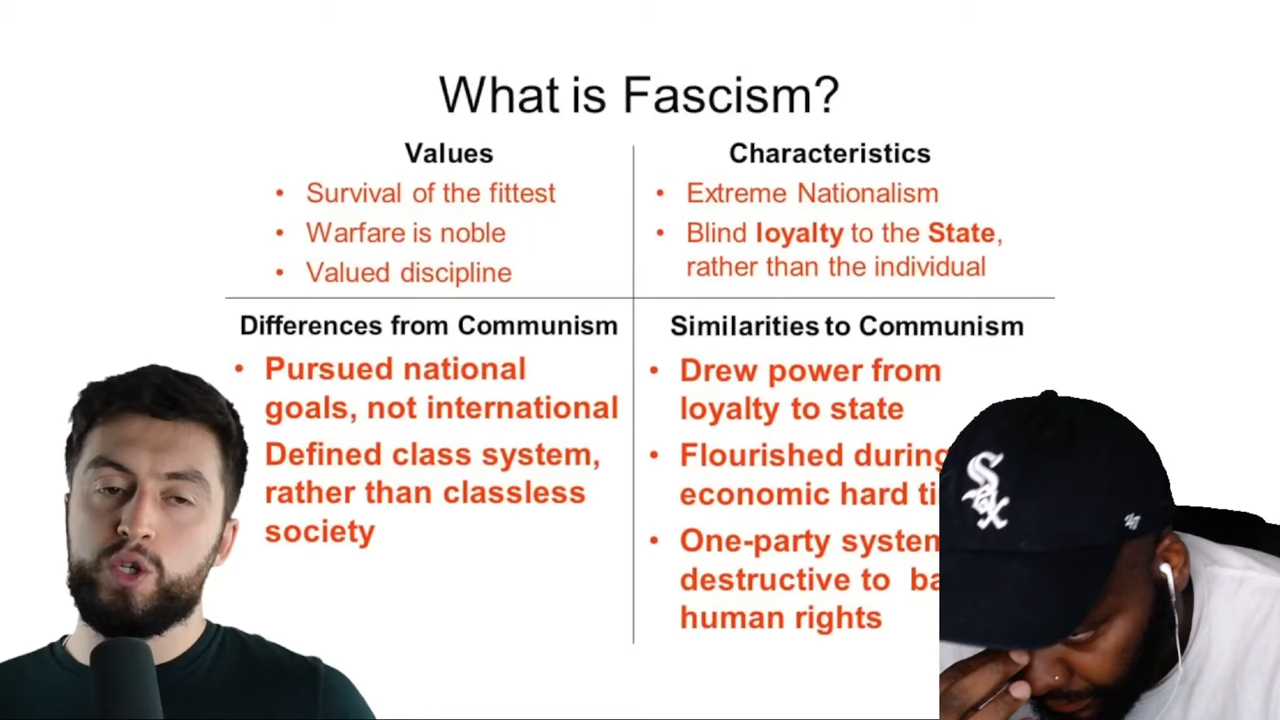 What is Fascism?
Values
• Survival of the fittest
• Warfare is noble
• Valued discipline
Characteristics
• Extreme Nationalism
• Blind loyalty to the State,
rather than the individual
Differences from Communism
• Pursued national
goals, not international
Defined class system,
rather than classless
society
Similarities to Communism
• Drew power from
loyalty to state
• Flourished during
economic hard
• One-party system
destructive to
human rights
Sox
47